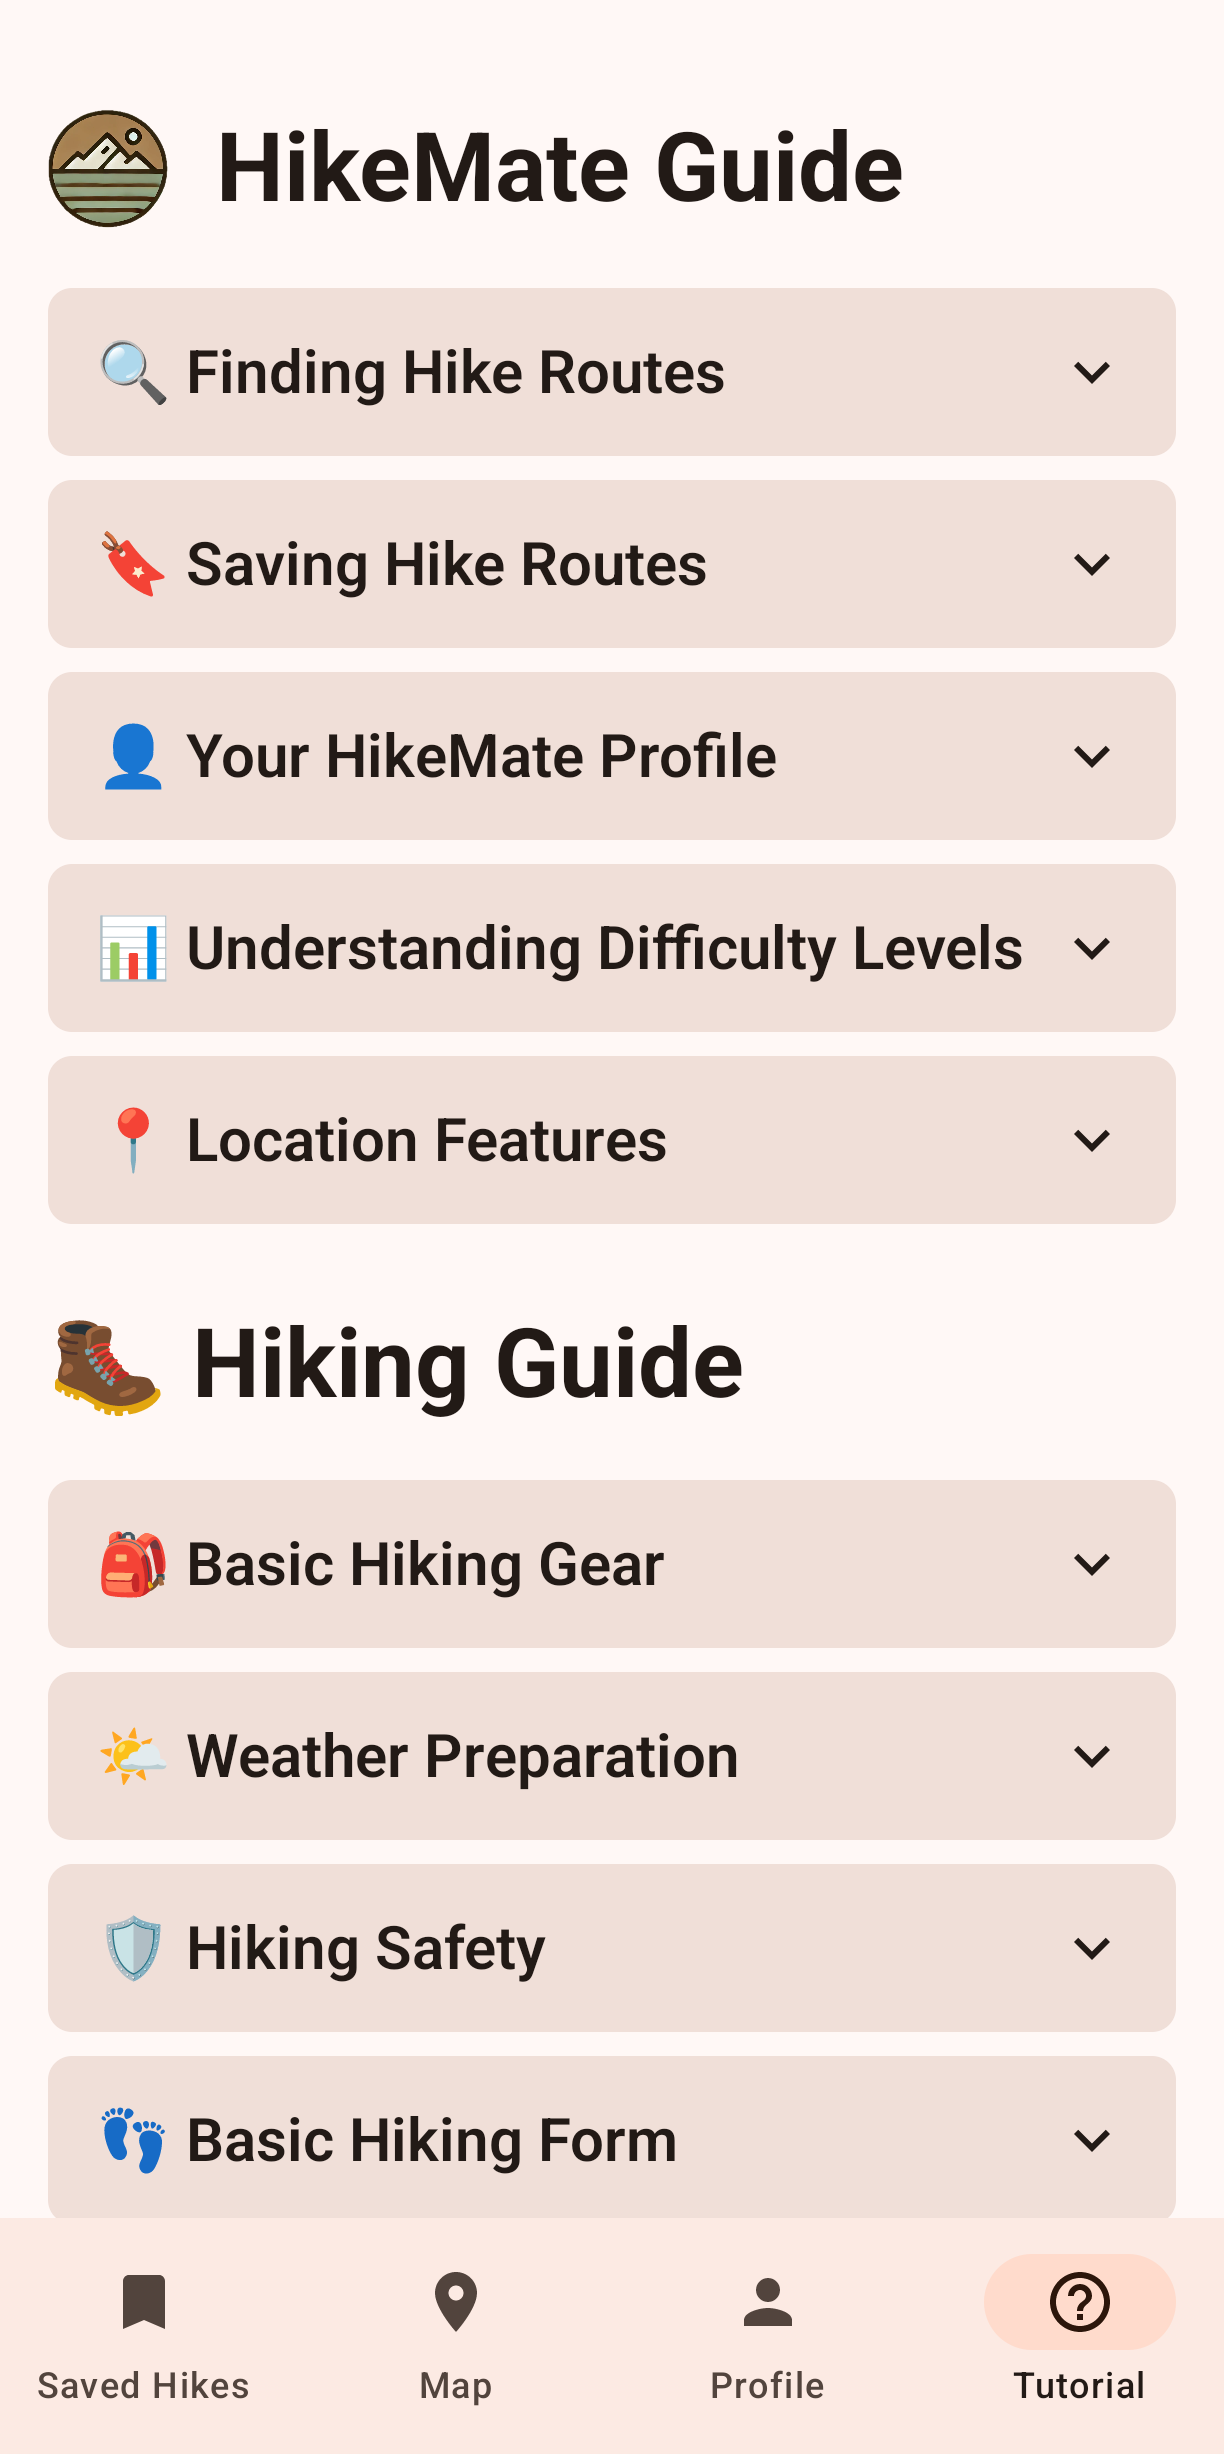 HikeMate Guide
🔍 Finding Hike Routes
🔖 Saving Hike Routes
👤 Your HikeMate Profile
📊 Understanding Difficulty Levels
📍 Location Features
🥾 Hiking Guide
🎒 Basic Hiking Gear
🌤️ Weather Preparation
🛡️ Hiking Safety
👣 Basic Hiking Form
Saved Hikes
Map
Profile
Tutorial